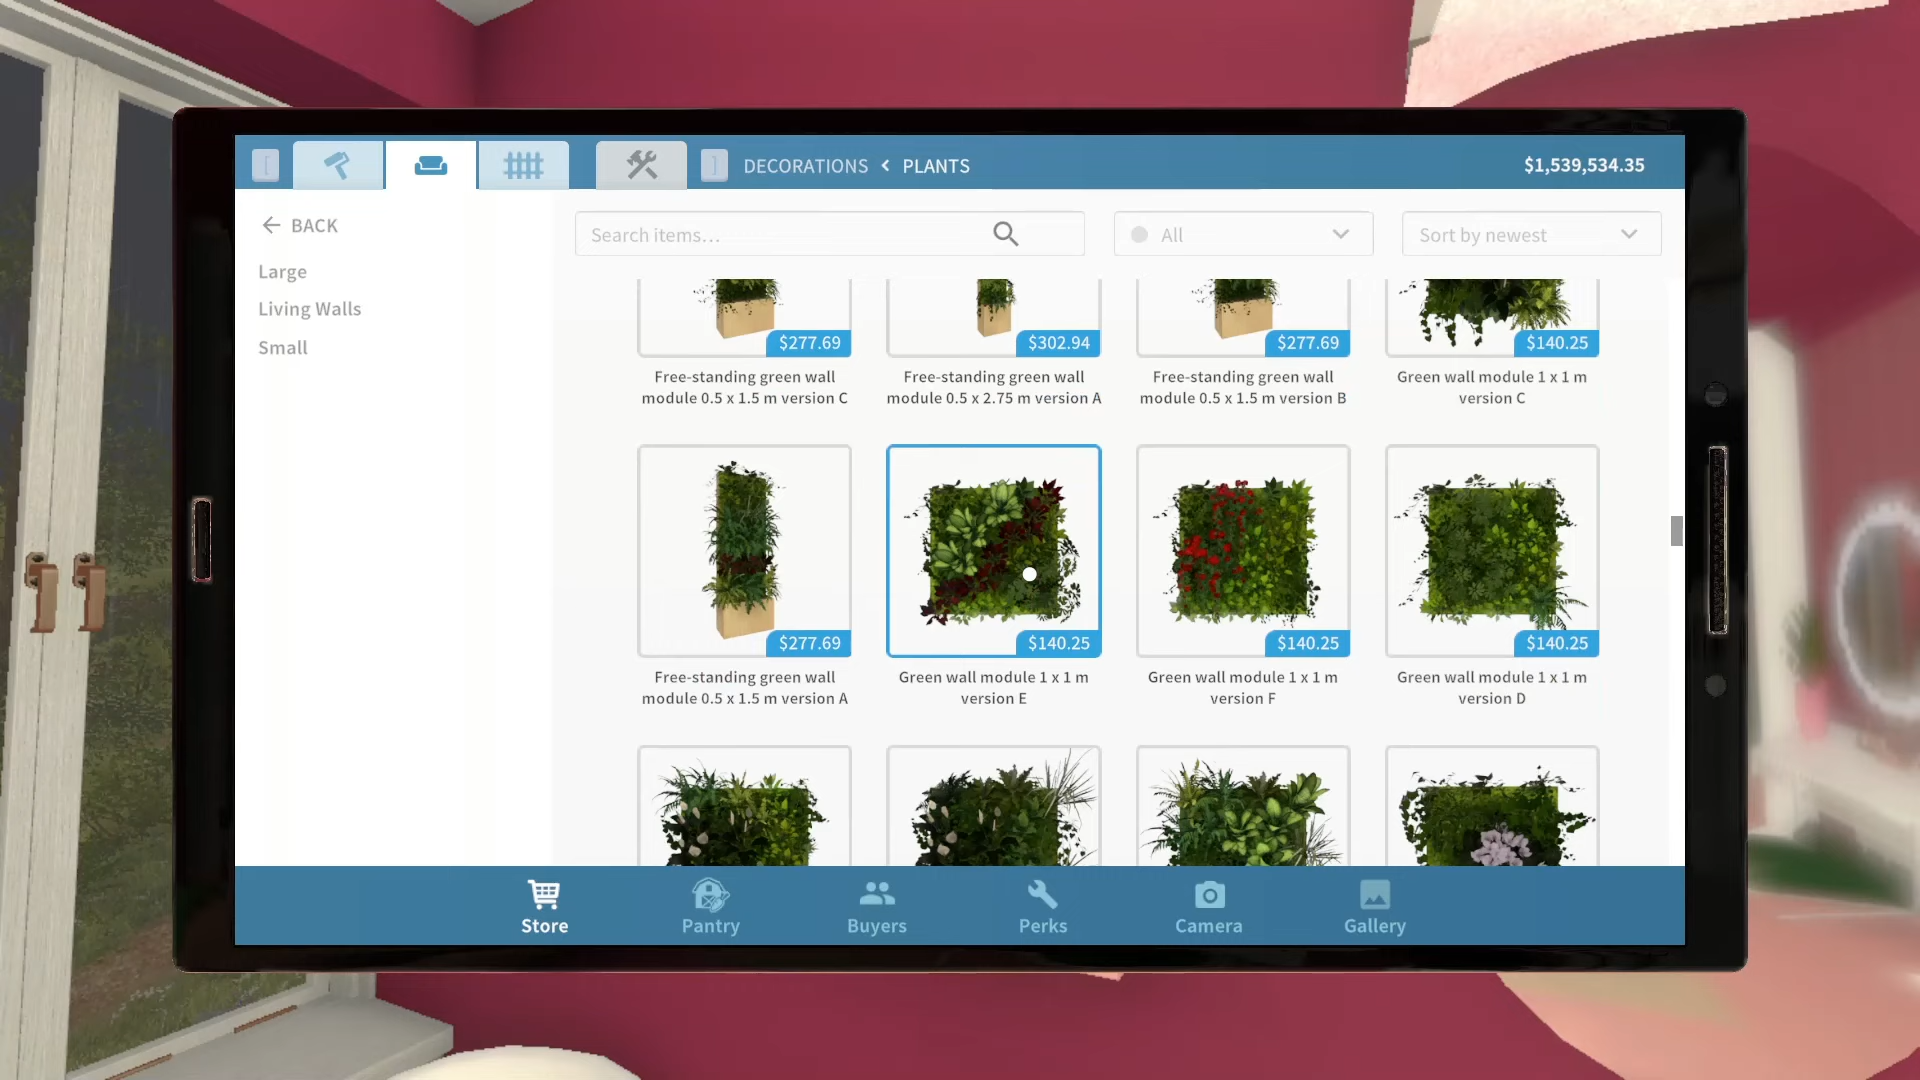 [
]
DECORATIONS < PLANTS
$1,539,534.35
BACK
Large
Living Walls
Small
Search items...
All
Sort by newest
$277.69
$302.94
$277.69
$140.25
Free-standing green wall
module 0.5 x 1.5 m version C
Free-standing green wall
module 0.5 x 2.75 m version A
Free-standing green wall
module 0.5 x 1.5 m version B
Green wall module 1 x 1 m
version C
$277.69
$140.25
$140.25
$140.25
Free-standing green wall
module 0.5 x 1.5 m version A
Green wall module 1 x 1 m
version E
Green wall module 1 x 1 m
version F
Green wall module 1 x 1 m
version D
Store
Pantry
Buyers
Perks
Camera
Gallery